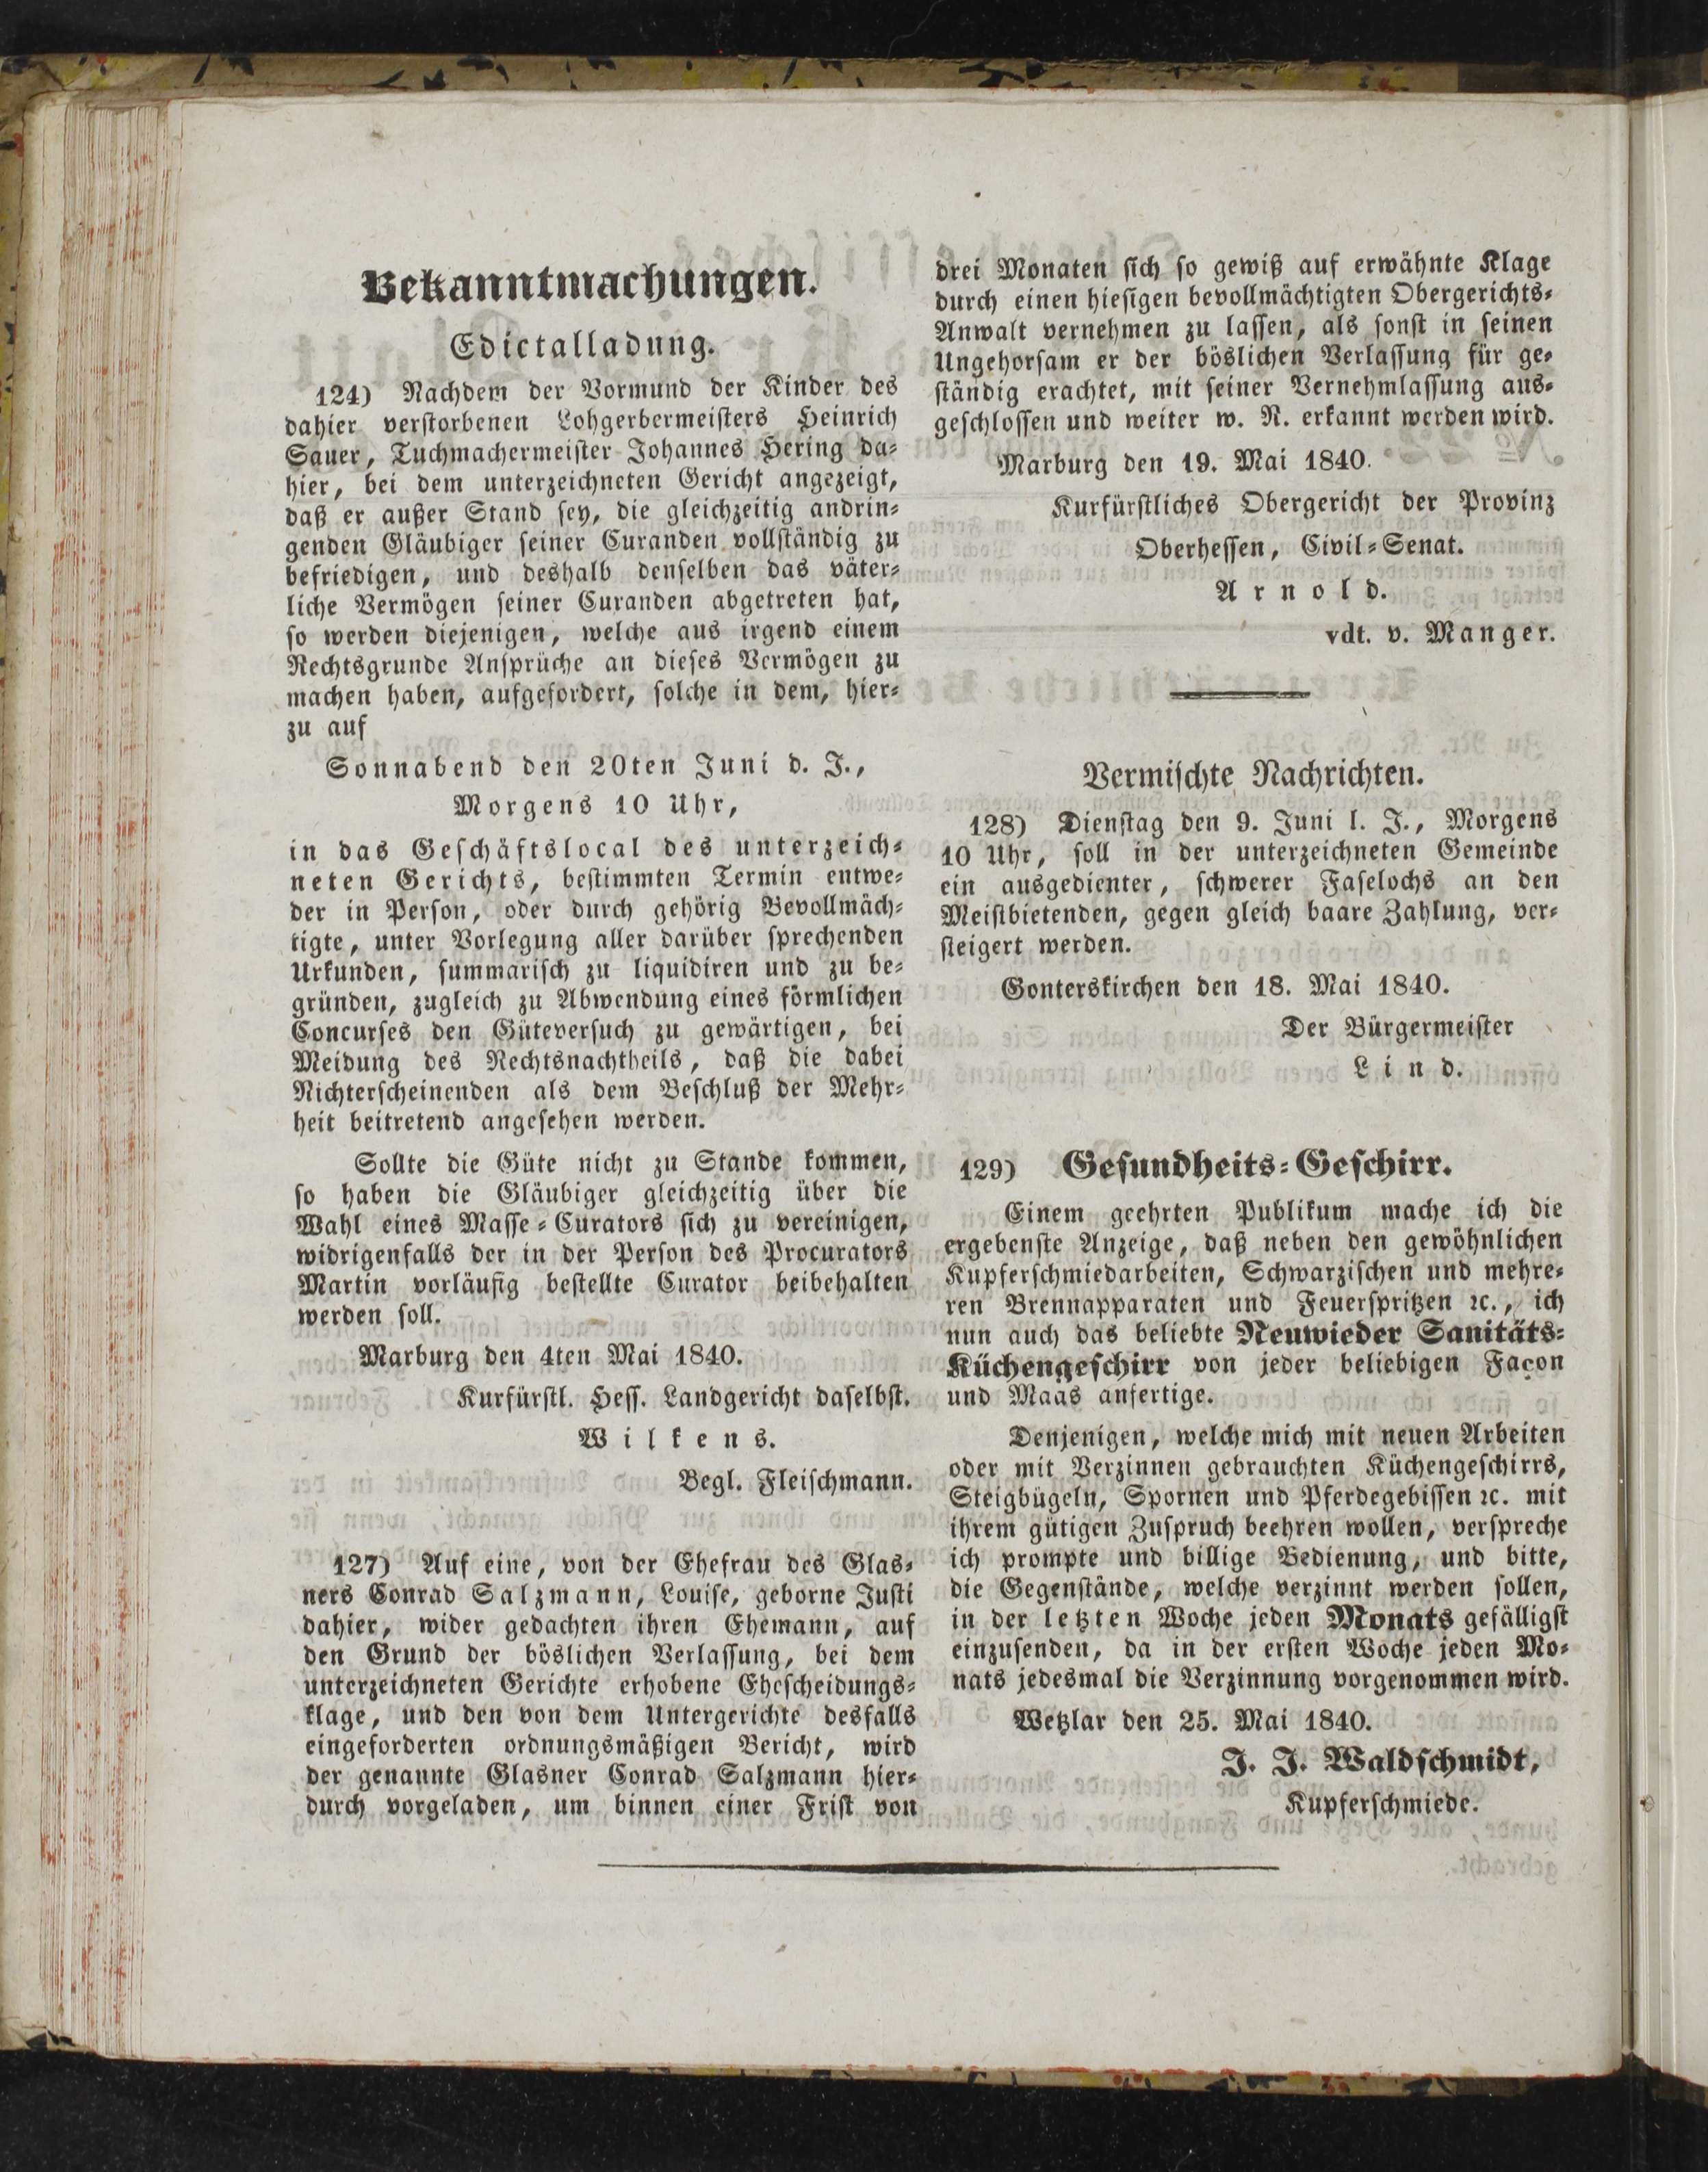 Bekanntmachungen.
Edictalladung.
124) Nachdem der Vormund der Kinder des
dahier verstorbenen Lohgerbermeisters Heinrich
Sauer, Tuchmachermeister Johannes Hering da-
hier, bei dem unterzeichneten Gericht angezeigt,
daß er außer Stand sey, die gleichzeitig andrin-
genden Gläubiger seiner Curanden vollständig zu
befriedigen, und deshalb denselben das väter-
liche Vermögen seiner Curanden abgetreten hat,
so werden diejenigen, welche aus irgend einem
Rechtsgrunde Ansprüche an dieses Vermögen zu
machen haben, aufgefordert, solche in dem, hier-
zu auf
Sonnabend den 20ten Juni d. J.,
Morgens 10 Uhr,
in das Geschäftslocal des unterzeich-
neten Gerichts, bestimmten Termin entwe-
der in Person, oder durch gehörig Bevollmäch-
tigte, unter Vorlegung aller darüber sprechenden
Urkunden, summarisch zu liquidiren und zu be-
gründen, zugleich zu Abwendung eines förmlichen
Concurses den Güteversuch zu gewärtigen, bei
Meidung des Rechtsnachtheils, daß die dabei
Nichterscheinenden als dem Beschluß der Mehr-
heit beitretend angesehen werden.
Sollte die Güte nicht zu Stande kommen,
so haben die Gläubiger gleichzeitig über die
Wahl eines Masse-Curators sich zu vereinigen,
widrigenfalls der in der Person des Procurators
Martin vorläufig bestellte Curator beibehalten
werden soll.
Marburg den 4ten Mai 1840.
Kurfürstl. Hess. Landgericht daselbst.
Wilkens.
Begl. Fleischmann.
127) Auf eine, von der Ehefrau des Glas-
ners Conrad Salzmann, Louise, geborne Justi
dahier, wider gedachten ihren Ehemann, auf
den Grund der böslichen Verlassung, bei dem
unterzeichneten Gerichte erhobene Ehescheidungs-
klage, und den von dem Untergerichte desfalls
eingeforderten ordnungsmäßigen Bericht, wird
der genannte Glasner Conrad Salzmann hier-
durch vorgeladen, um binnen einer Frist von
drei Monaten sich so gewiß auf erwähnte Klage
durch einen hiesigen bevollmächtigten Obergerichts-
Anwalt vernehmen zu lassen, als sonst in seinen
Ungehorsam er der böslichen Verlassung für ge-
ständig erachtet, mit seiner Vernehmlassung aus-
geschlossen und weiter w. R. erkannt werden wird.
Marburg den 19. Mai 1840.
Kurfürstliches Obergericht der Provinz
Oberhessen, Civil-Senat.
Arnold.
vdt. v. Manger.
Vermischte Nachrichten.
128) Dienstag den 9. Juni l. J., Morgens
10 Uhr, soll in der unterzeichneten Gemeinde
ein ausgedienter, schwerer Faselochs an den
Meistbietenden, gegen gleich baare Zahlung, ver-
steigert werden.
Gonterskirchen den 18. Mai 1840.
Der Bürgermeister
Lind.
129) Gesundheits-Geschirr.
Einem geehrten Publikum mache ich die
ergebenste Anzeige, daß neben den gewöhnlichen
Kupferschmiedarbeiten, Schwarzischen und mehre-
ren Brennapparaten und Feuerspritzen ꝛc., ich
nun auch das beliebte Neuwieder Sanitäts-
Küchengeschirr von jeder beliebigen Façon
und Maas anfertige.
Denjenigen, welche mich mit neuen Arbeiten
oder mit Verzinnen gebrauchten Küchengeschirrs,
Steigbügeln, Spornen und Pferdegebissen ꝛc. mit
ihrem gütigen Zuspruch beehren wollen, verspreche
ich prompte und billige Bedienung, und bitte,
die Gegenstände, welche verzinnt werden sollen,
in der letzten Woche jeden Monats gefälligst
einzusenden, da in der ersten Woche jeden Mo-
nats jedesmal die Verzinnung vorgenommen wird.
Wetzlar den 25. Mai 1840.
J. J. Waldschmidt,
Kupferschmiede.